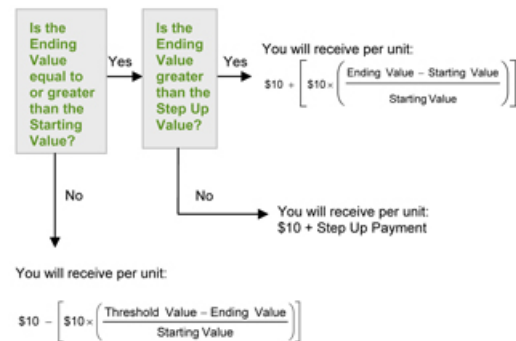 Is the
Ending
Value
equal to
or greater
than the
Starting
Value?
Yes
Is the
Ending
Value
greater
than the
Step Up
Value?
Yes
You will receive per unit:
$10 + [ $10 × ( Ending Value − Starting Value
Starting Value ) ]
No
No
You will receive per unit:
$10 + Step Up Payment
You will receive per unit:
$10 − [ $10 × ( Threshold Value − Ending Value
Starting Value ) ]